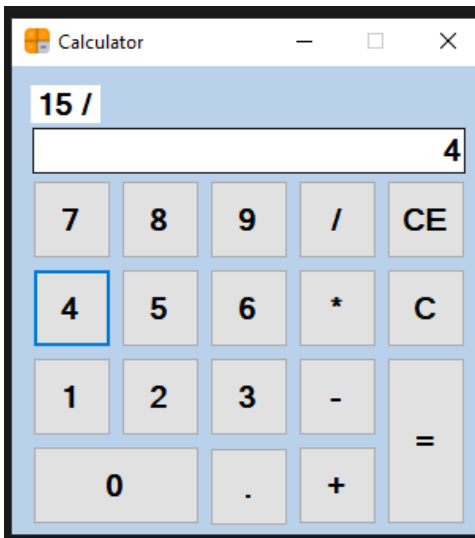 Calculator
15 /
4
7 8 9 / CE
4 5 6 * C
1 2 3 - =
0 . +